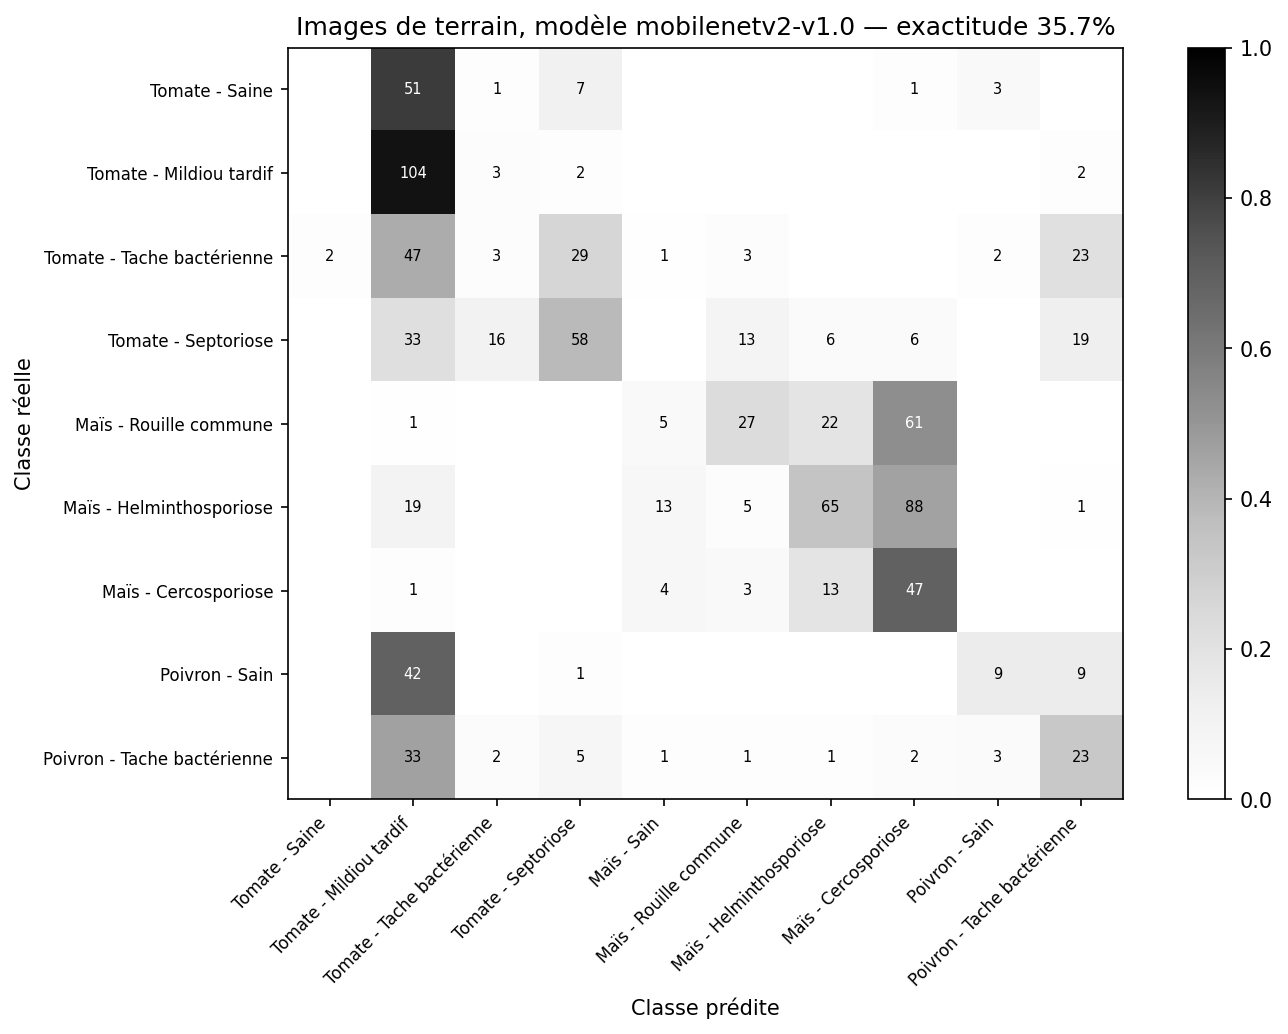 Images de terrain, modèle mobilenetv2-v1.0 — exactitude 35.7%
Classe réelle
Tomate - Saine 51 1 7 1 3
Tomate - Mildiou tardif 104 3 2 2
Tomate - Tache bactérienne 2 47 3 29 1 3 2 23
Tomate - Septoriose 33 16 58 13 6 6 19
Maïs - Rouille commune 1 5 27 22 61
Maïs - Helminthosporiose 19 13 5 65 88 1
Maïs - Cercosporiose 1 4 3 13 47
Poivron - Sain 42 1 9 9
Poivron - Tache bactérienne 33 2 5 1 1 1 2 3 23
Tomate - Saine
Tomate - Mildiou tardif
Tomate - Tache bactérienne
Tomate - Septoriose
Maïs - Sain
Maïs - Rouille commune
Maïs - Helminthosporiose
Maïs - Cercosporiose
Poivron - Sain
Poivron - Tache bactérienne
Classe prédite
1.0
0.8
0.6
0.4
0.2
0.0